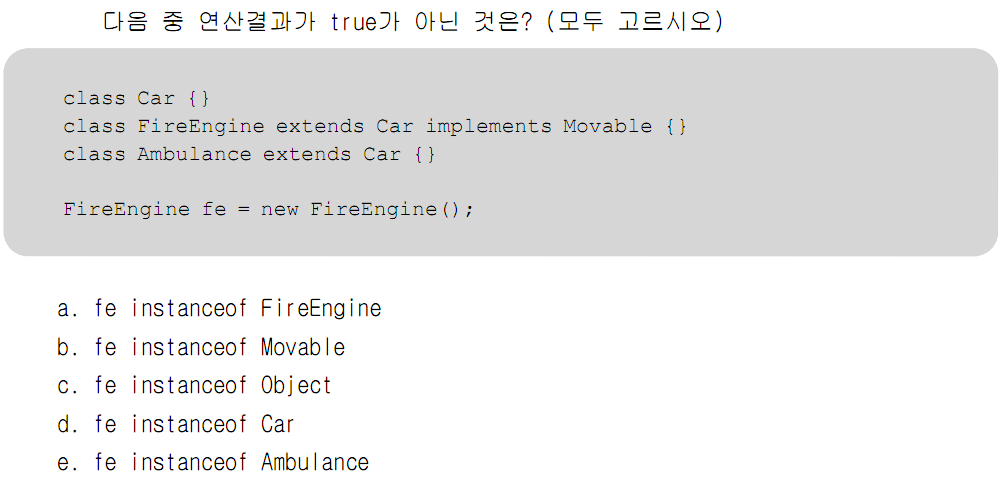 다음 중 연산결과가 true가 아닌 것은? (모두 고르시오)
class Car {}
class FireEngine extends Car implements Movable {}
class Ambulance extends Car {}
FireEngine fe = new FireEngine();
a. fe instanceof FireEngine
b. fe instanceof Movable
c. fe instanceof Object
d. fe instanceof Car
e. fe instanceof Ambulance